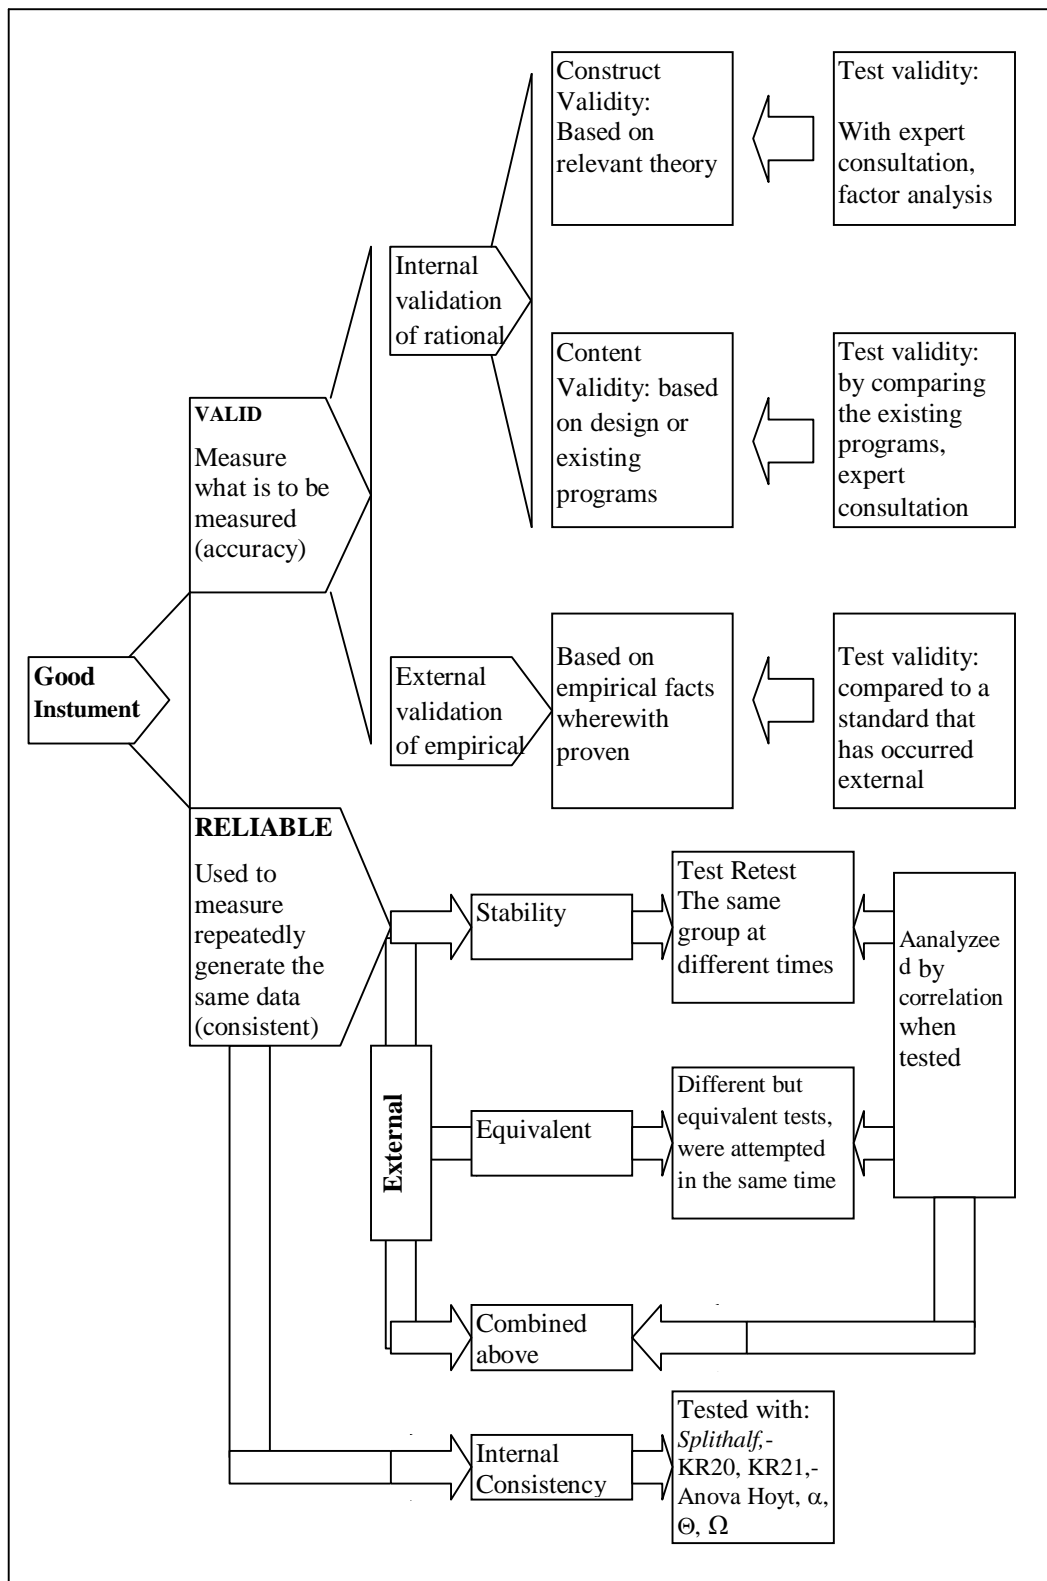 Construct
Validity:
Based on
relevant theory
Test validity:
With expert
consultation,
factor analysis
Internal
validation
of rational
Content
Validity: based
on design or
existing
programs
Test validity:
by comparing
the existing
programs,
expert
consultation
VALID
Measure
what is to be
measured
(accuracy)
Good
Instument
External
validation
of empirical
Based on
empirical facts
wherewith
proven
Test validity:
compared to a
standard that
has occurred
external
RELIABLE
Used to
measure
repeatedly
generate the
same data
(consistent)
Stability
Test Retest
The same
group at
different times
Aanalyzee
d by
correlation
when
tested
External
Equivalent
Different but
equivalent tests,
were attempted
in the same time
Combined
above
Internal
Consistency
Tested with:
Splithalf,-
KR20, KR21,-
Anova Hoyt, α,
Θ, Ω